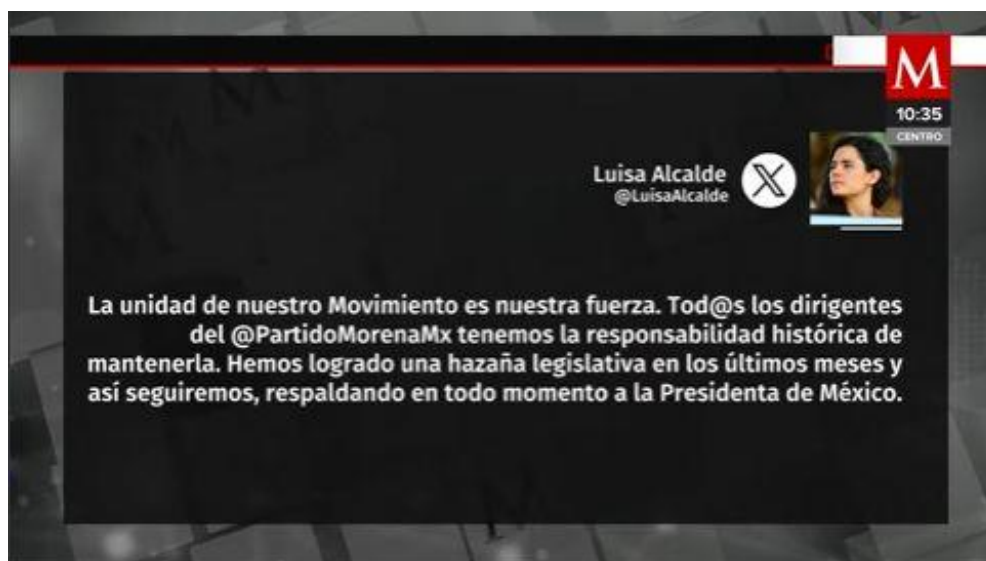 M
10:35
CENTRO
Luisa Alcalde
@LuisaAlcalde
La unidad de nuestro Movimiento es nuestra fuerza. Tod@s los dirigentes
del @PartidoMorenaMx tenemos la responsabilidad histórica de
mantenerla. Hemos logrado una hazaña legislativa en los últimos meses y
así seguiremos, respaldando en todo momento a la Presidenta de México.